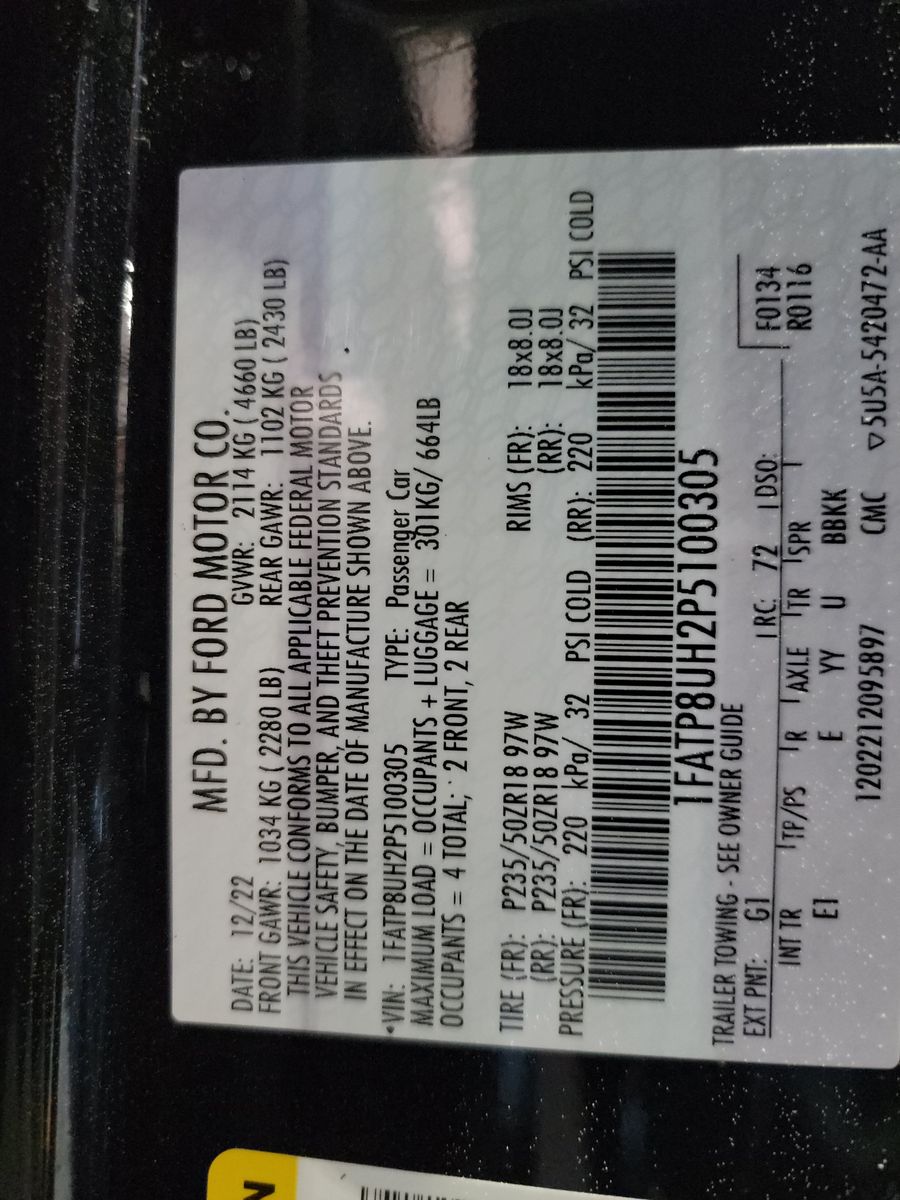 MFD. BY FORD MOTOR CO.
DATE: 12/22 GVWR: 2114 KG ( 4660 LB)
FRONT GAWR: 1034 KG ( 2280 LB) REAR GAWR: 1102 KG ( 2430 LB)
THIS VEHICLE CONFORMS TO ALL APPLICABLE FEDERAL MOTOR
VEHICLE SAFETY, BUMPER, AND THEFT PREVENTION STANDARDS
IN EFFECT ON THE DATE OF MANUFACTURE SHOWN ABOVE.
*VIN: 1FATP8UH2P5100305 TYPE: Passenger Car
MAXIMUM LOAD = OCCUPANTS + LUGGAGE = 301KG/ 664LB
OCCUPANTS = 4 TOTAL, 2 FRONT, 2 REAR
TIRE (FR): P235/50ZR18 97W RIMS (FR): 18x8.0J
(RR): P235/50ZR18 97W (RR): 18x8.0J
PRESSURE (FR): 220 kPa/ 32 PSI COLD (RR): 220 kPa/ 32 PSI COLD
1FATP8UH2P5100305
TRAILER TOWING - SEE OWNER GUIDE
EXT PNT: G1 RC: 72 DSO: F0134
R0116
INT TR TP/PS R AXLE TR SPR
E1 E YY U BBKK
120221209589​7 CMC ▽5U5A-5420472-AA
N